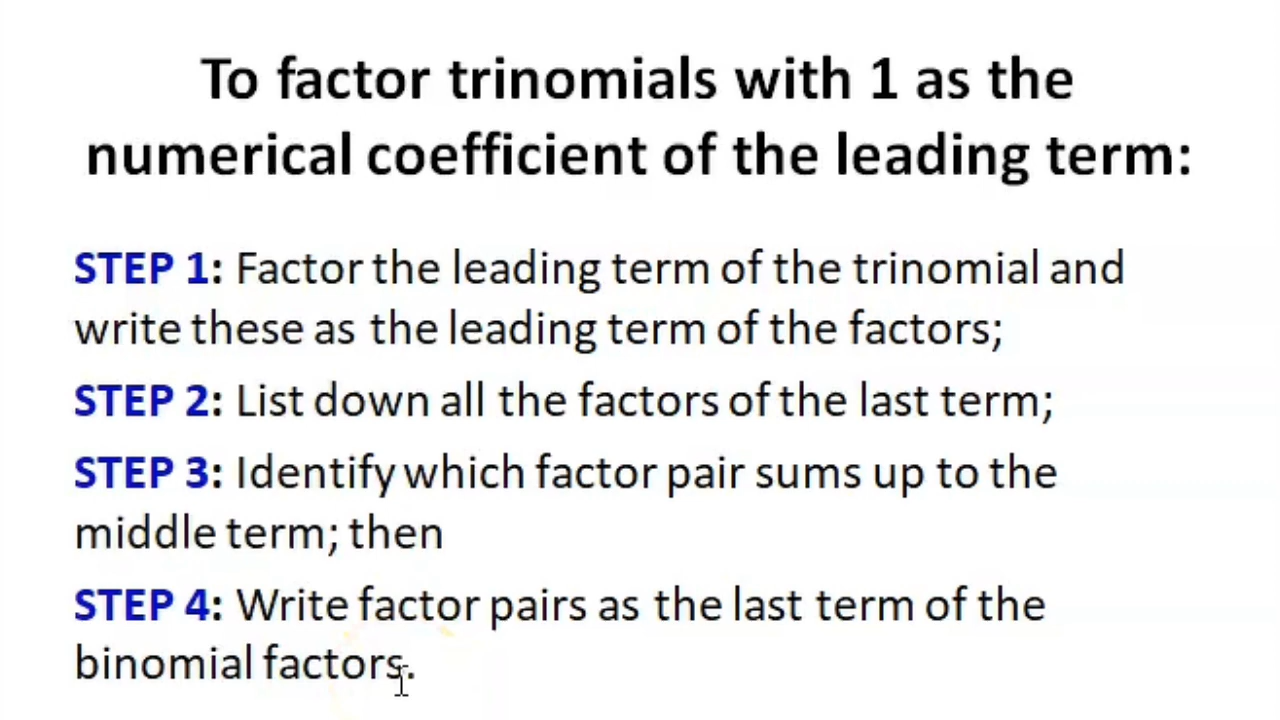 To factor trinomials with 1 as the
numerical coefficient of the leading term:
STEP 1: Factor the leading term of the trinomial and
write these as the leading term of the factors;
STEP 2: List down all the factors of the last term;
STEP 3: Identify which factor pair sums up to the
middle term; then
STEP 4: Write factor pairs as the last term of the
binomial factors.